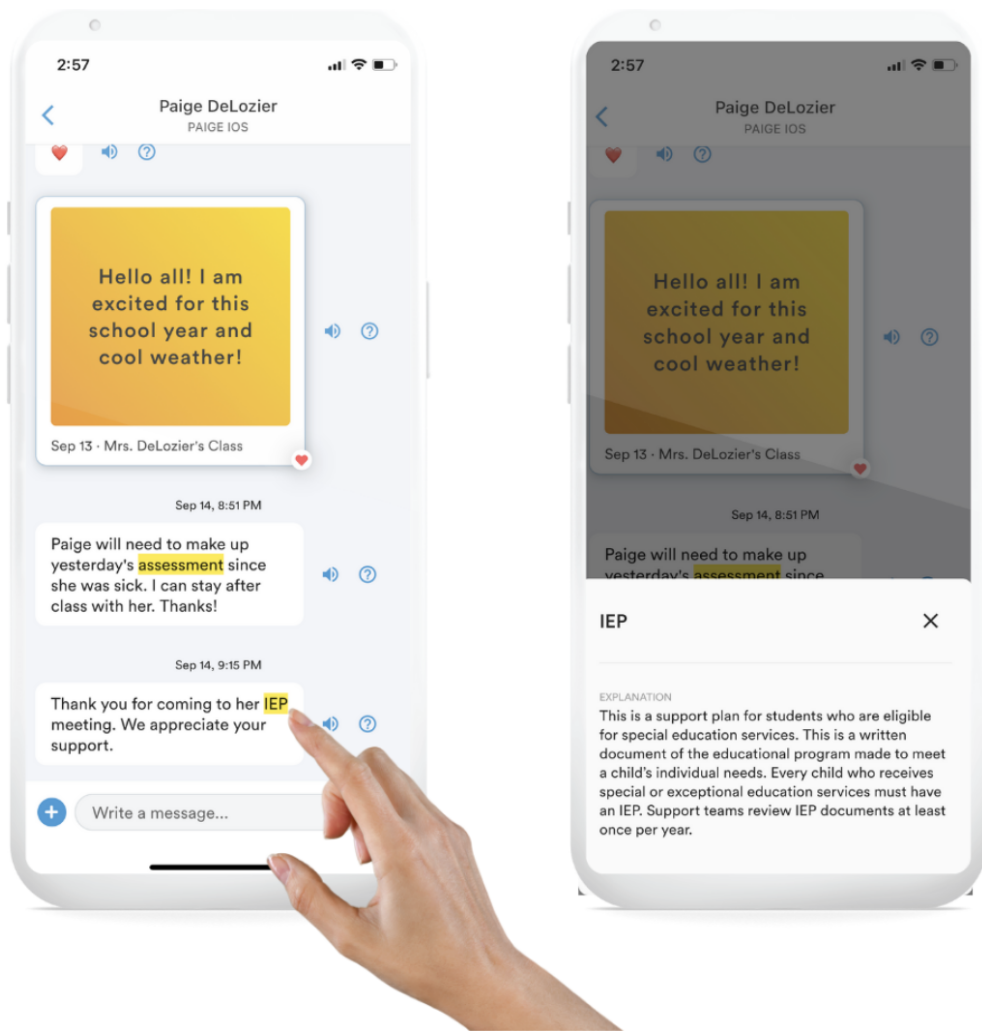 2:57
Paige DeLozier
PAIGE IOS
Hello all! I am
excited for this
school year and
cool weather!
Sep 13 · Mrs. DeLozier's Class
Sep 14, 8:51 PM
Paige will need to make up
yesterday's assessment since
she was sick. I can stay after
class with her. Thanks!
Sep 14, 9:15 PM
Thank you for coming to her IEP
meeting. We appreciate your
support.
Write a message...
2:57
Paige DeLozier
PAIGE IOS
Hello all! I am
excited for this
school year and
cool weather!
Sep 13 · Mrs. DeLozier's Class
Sep 14, 8:51 PM
Paige will need to make up
yesterday's assessment since
IEP
EXPLANATION
This is a support plan for students who are eligible
for special education services. This is a written
document of the educational program made to meet
a child's individual needs. Every child who receives
special or exceptional education services must have
an IEP. Support teams review IEP documents at least
once per year.